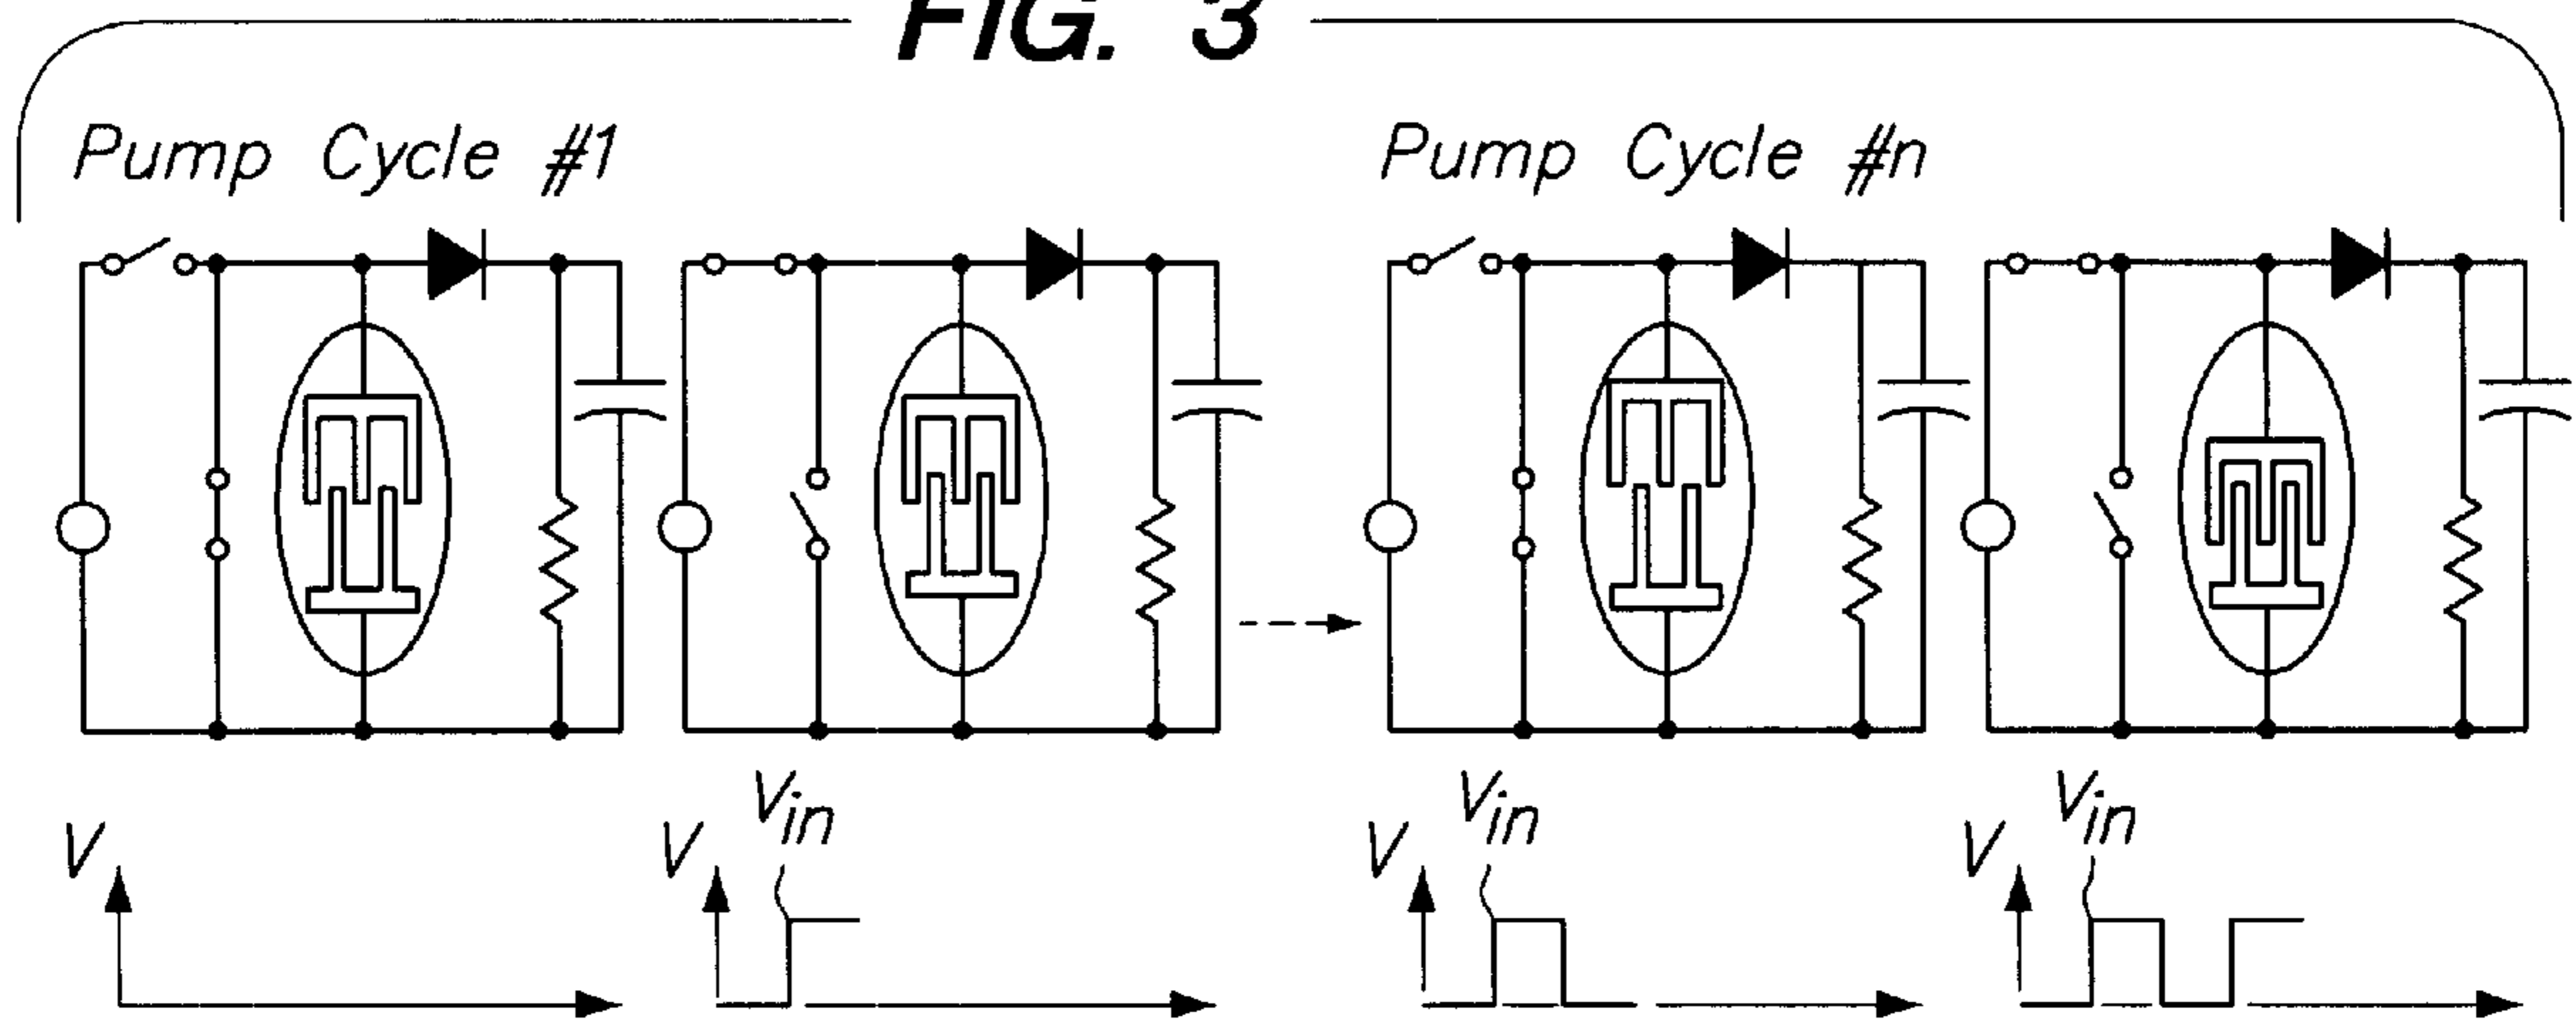 FIG. 3
Pump Cycle #1
Pump Cycle #n
V
V
Vin
V
Vin
V
Vin